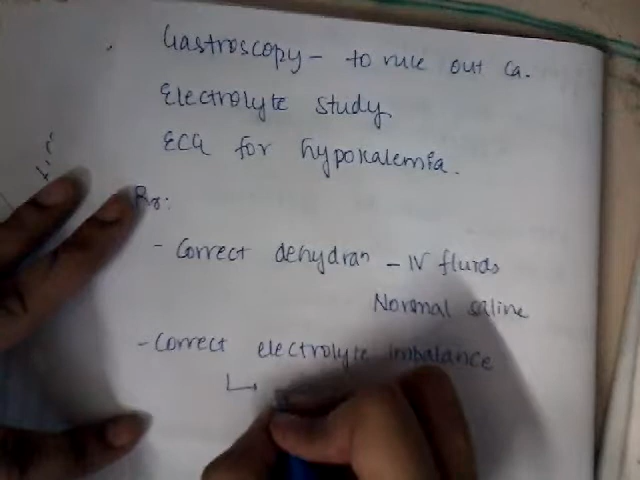 Gastroscopy - to rule out Ca.
Electrolyte study
ECG for hypokalemia.
Rx:
- Correct dehydran - IV fluids
Normal saline
- Correct electrolyte imbalance